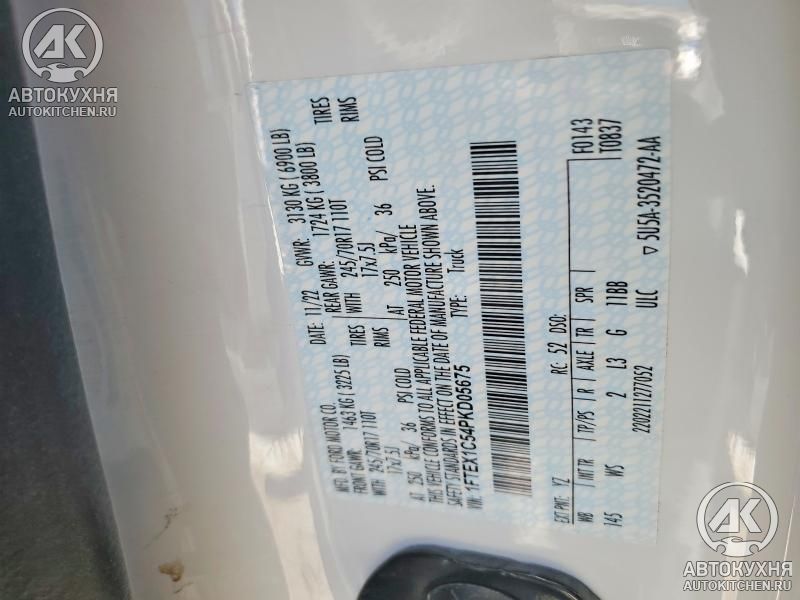 АВТОКУХНЯ
AUTOKITCHEN.RU
MFD. BY FORD MOTOR CO.
DATE: 11/22 GVWR: 3130 KG ( 6900 LB)
FRONT GAWR: 1463 KG ( 3225 LB) REAR GAWR: 1724 KG ( 3800 LB)
WITH 245/70R17 110T TIRES WITH 245/70R17 110T TIRES
17x7.5J RIMS 17x7.5J RIMS
AT 250 kPa/ 36 PSI COLD AT 250 kPa/ 36 PSI COLD
THIS VEHICLE CONFORMS TO ALL APPLICABLE FEDERAL MOTOR VEHICLE
SAFETY STANDARDS IN EFFECT ON THE DATE OF MANUFACTURE SHOWN ABOVE.
VIN: 1FTEX1C54PKD05675 TYPE: Truck
F0143
T0837
EXT PNT: YZ RC: 52 DSO:
WB INT TR TP/PS R AXLE TR SPR
145 WS 2 L3 G 11BB
2202211277052 ULC
▽ 5U5A-3520472-AA
АВТОКУХНЯ
AUTOKITCHEN.RU